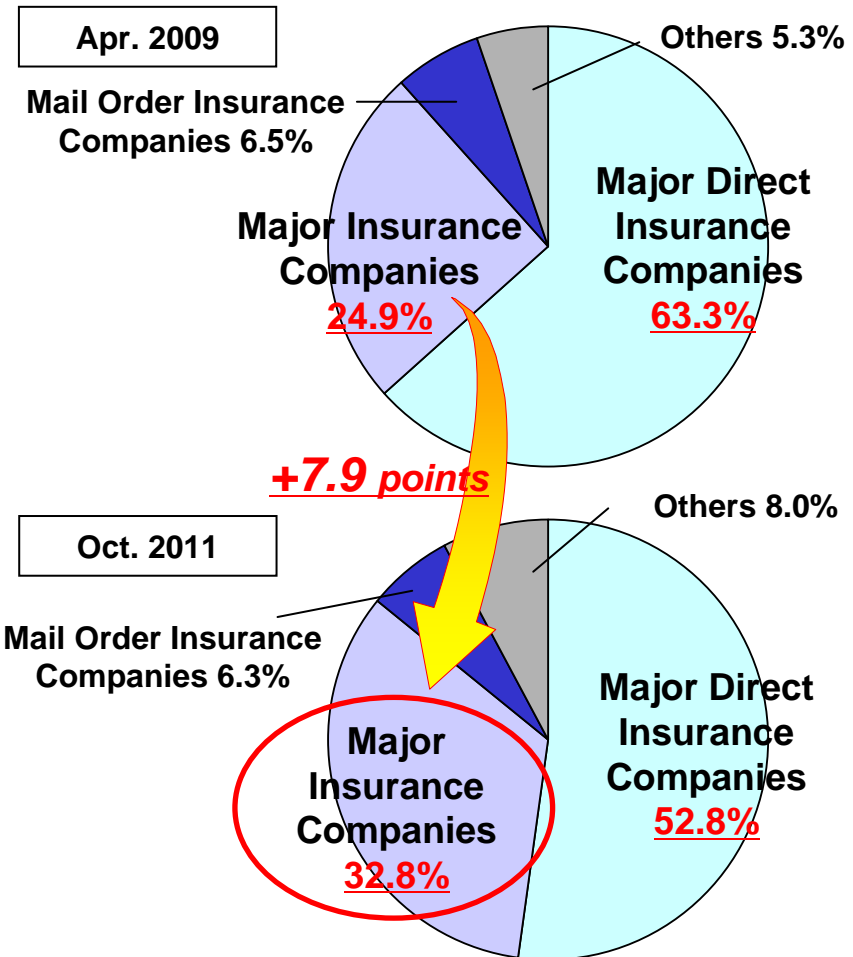 Apr. 2009
Others 5.3%
Mail Order Insurance
Companies 6.5%
Major Direct
Insurance
Companies
63.3%
Major Insurance
Companies
24.9%
+7.9 points
Oct. 2011
Others 8.0%
Mail Order Insurance
Companies 6.3%
Major Direct
Insurance
Companies
52.8%
Major
Insurance
Companies
32.8%